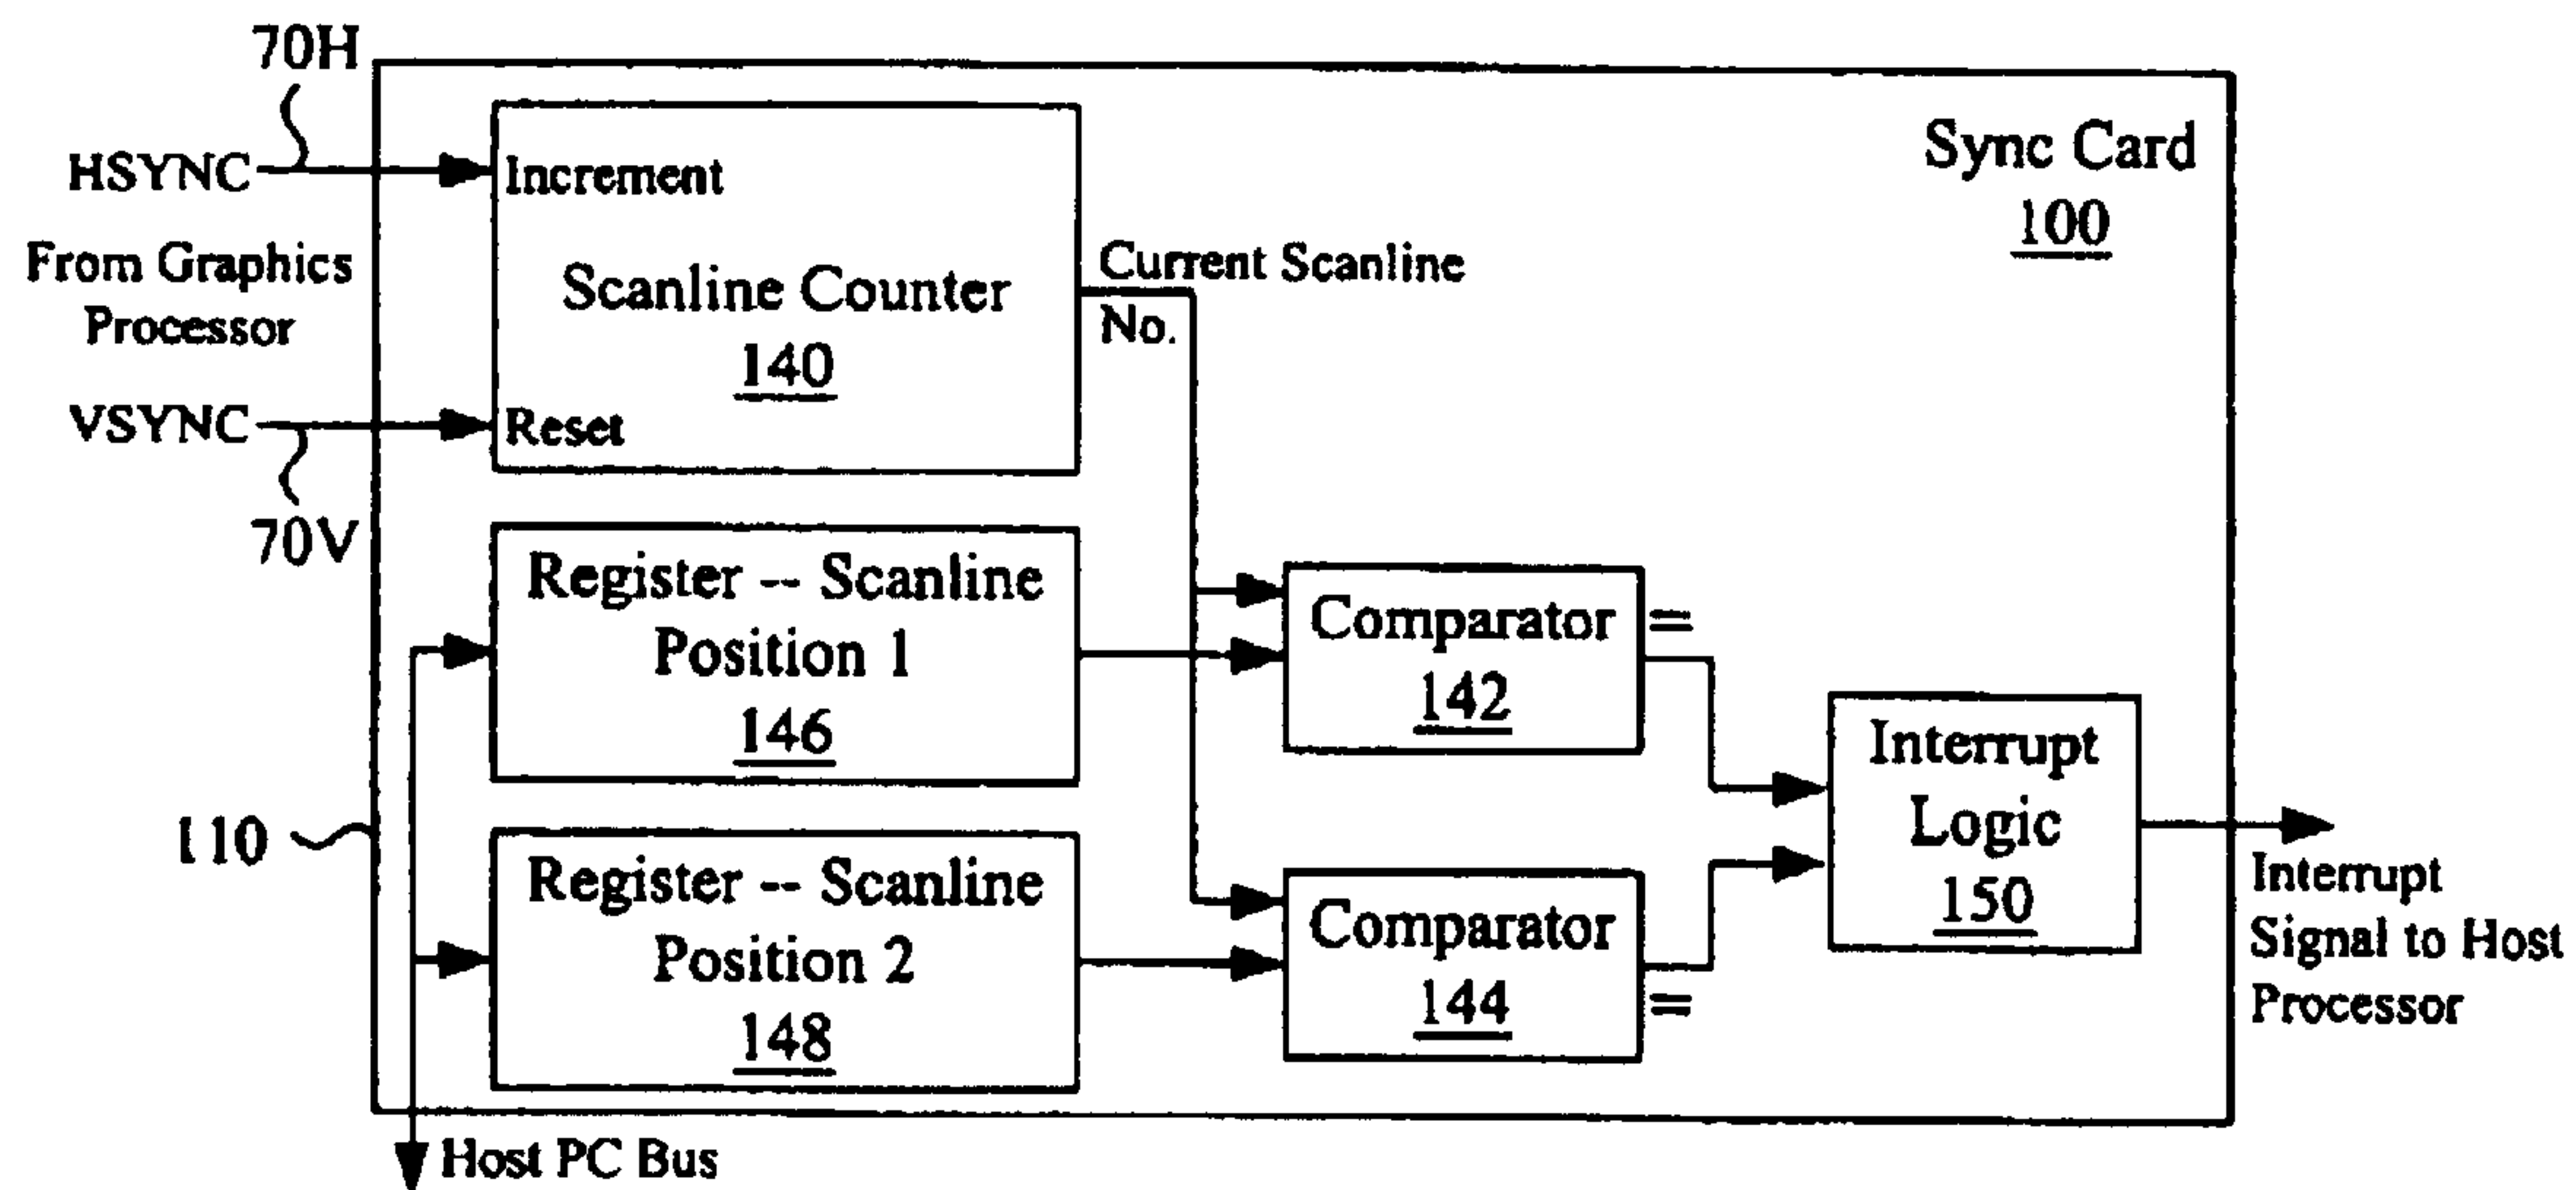 70H
HSYNC
Increment
Sync Card
100
From Graphics
Processor
Scanline Counter
140
Current Scanline
No.
VSYNC
Reset
70V
Register -- Scanline
Position 1
146
Comparator =
142
Interrupt
Logic
150
110
Register -- Scanline
Position 2
148
Comparator
144 =
Interrupt
Signal to Host
Processor
Host PC Bus